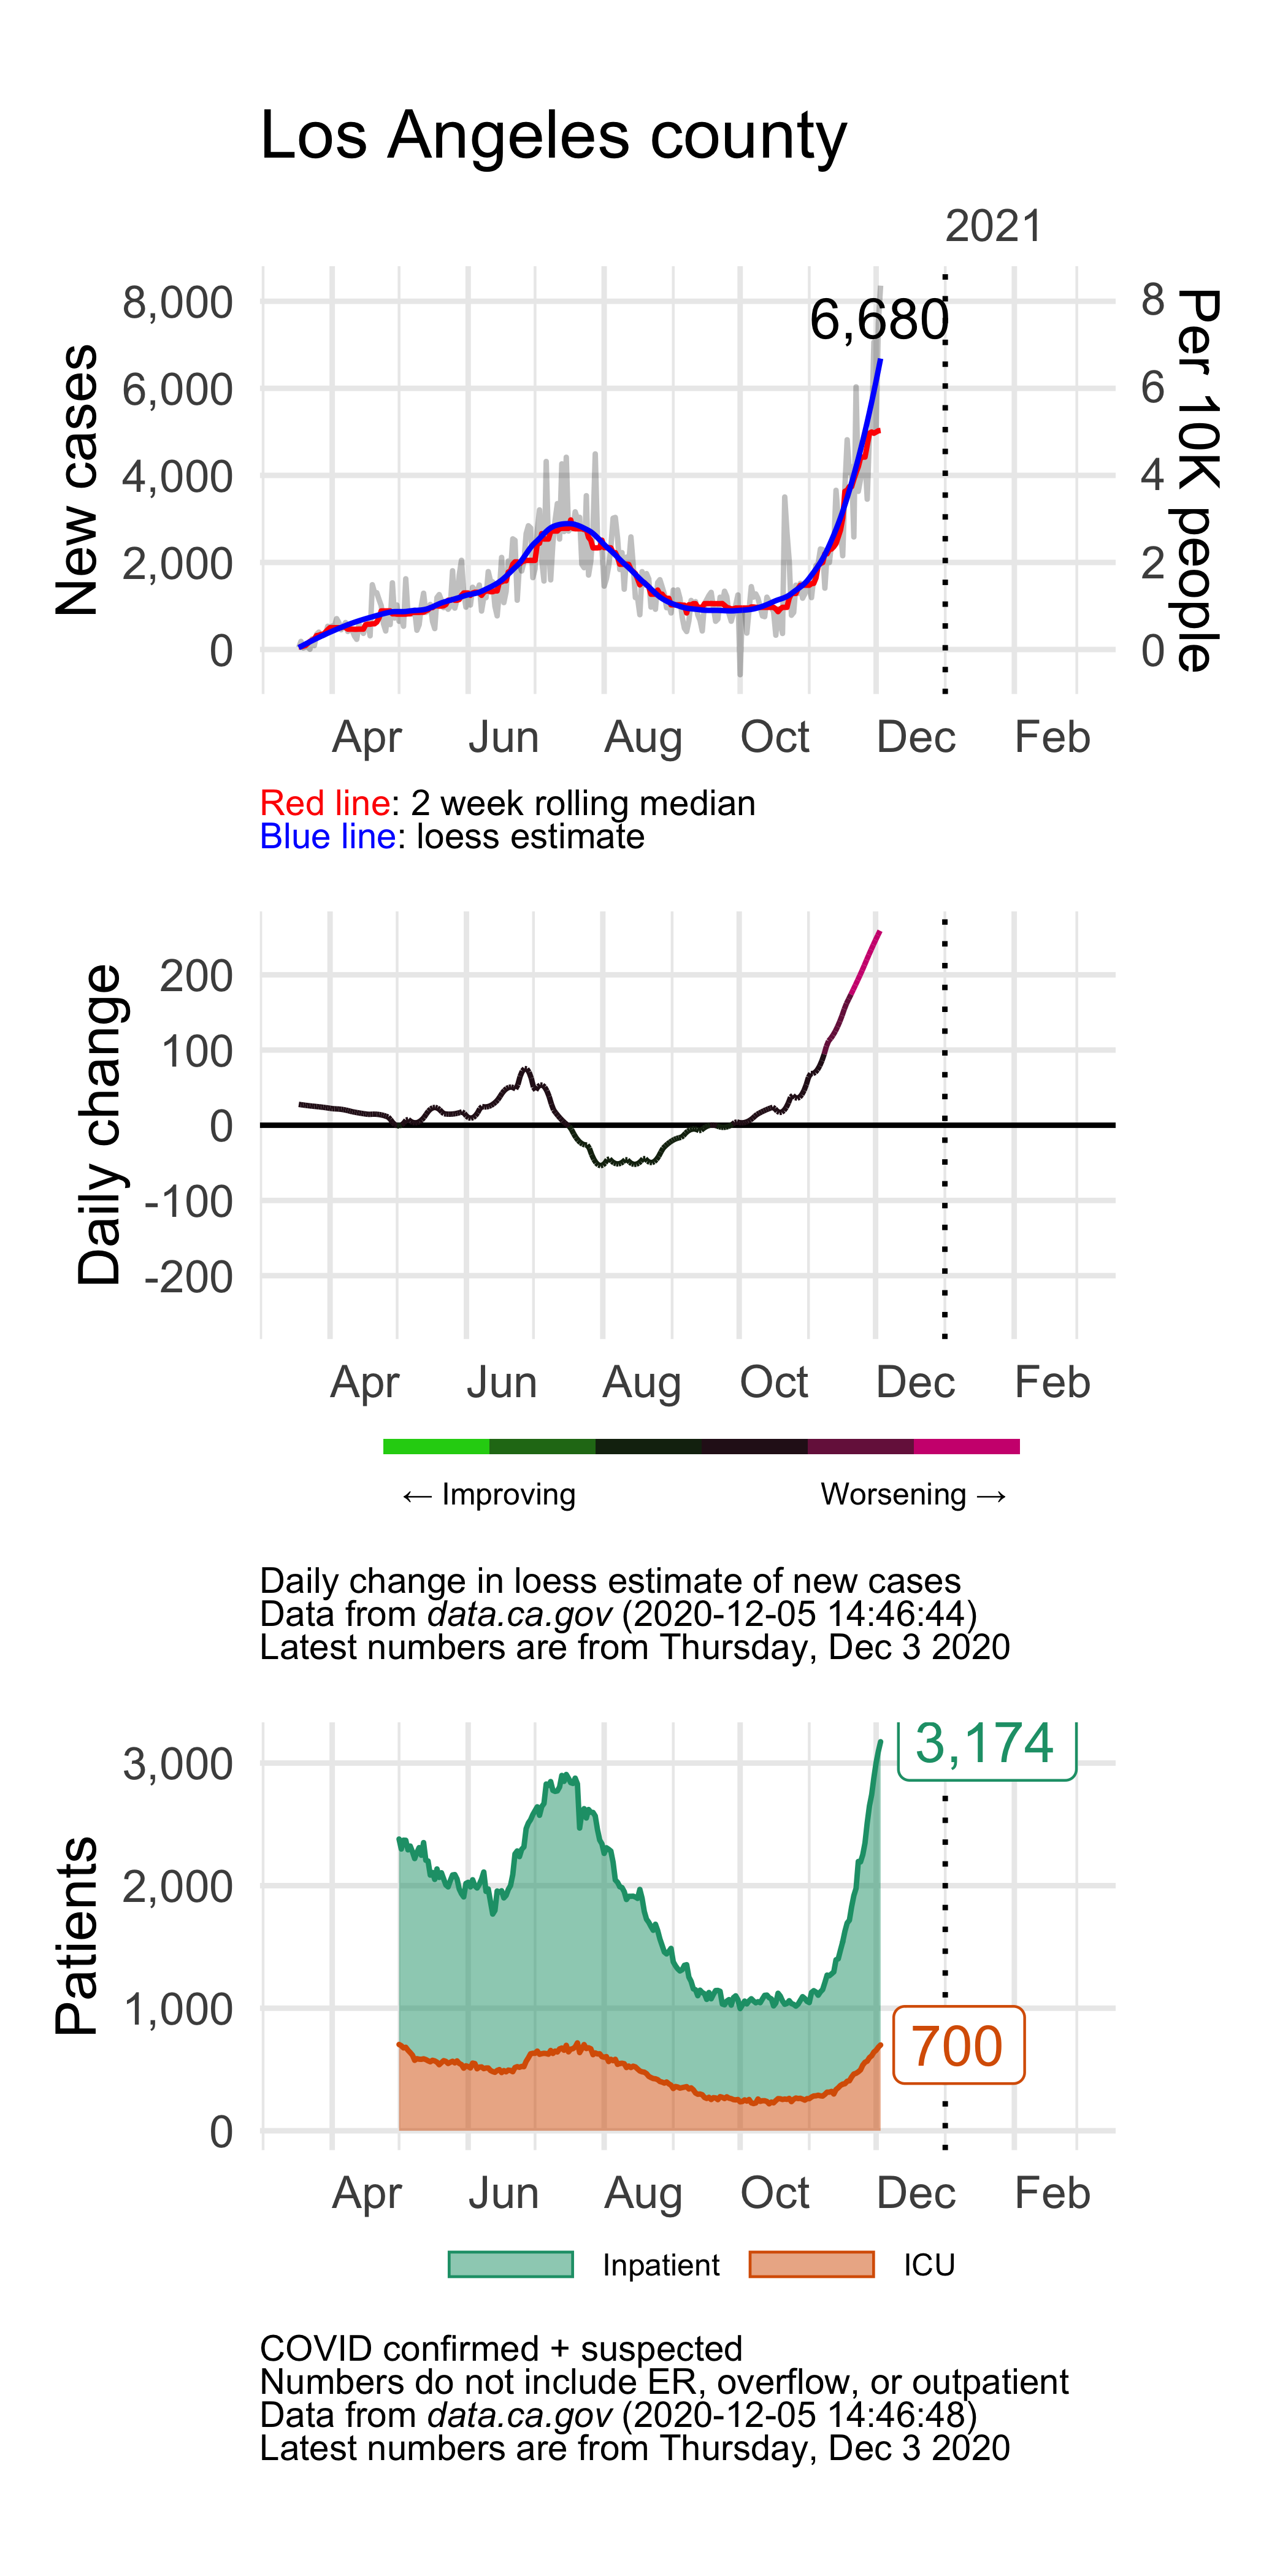 Los Angeles county
2021
New cases
8,000
6,000
4,000
2,000
0
6,680
8
6
4
2
0
Per 10K people
Apr Jun Aug Oct Dec Feb
Red line: 2 week rolling median
Blue line: loess estimate
Daily change
200
100
0
-100
-200
Apr Jun Aug Oct Dec Feb
← Improving Worsening →
Daily change in loess estimate of new cases
Data from data.ca.gov (2020-12-05 14:46:44)
Latest numbers are from Thursday, Dec 3 2020
Patients
3,000
2,000
1,000
0
3,174
700
Apr Jun Aug Oct Dec Feb
Inpatient ICU
COVID confirmed + suspected
Numbers do not include ER, overflow, or outpatient
Data from data.ca.gov (2020-12-05 14:46:48)
Latest numbers are from Thursday, Dec 3 2020